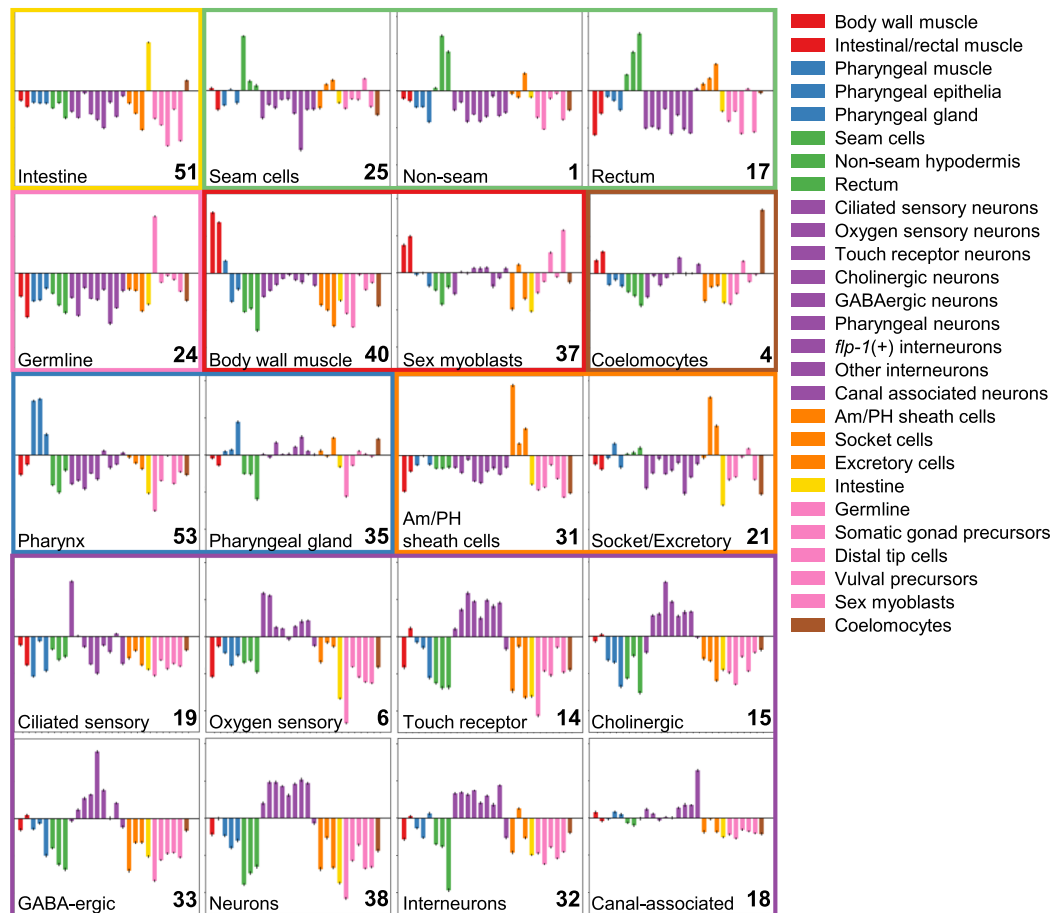 Intestine 51
Seam cells 25
Non-seam 1
Rectum 17
Germline 24
Body wall muscle 40
Sex myoblasts 37
Coelomocytes 4
Pharynx 53
Pharyngeal gland 35
Am/PH
sheath cells 31
Socket/Excretory 21
Ciliated sensory 19
Oxygen sensory 6
Touch receptor 14
Cholinergic 15
GABA-ergic 33
Neurons 38
Interneurons 32
Canal-associated 18
Body wall muscle
Intestinal/rectal muscle
Pharyngeal muscle
Pharyngeal epithelia
Pharyngeal gland
Seam cells
Non-seam hypodermis
Rectum
Ciliated sensory neurons
Oxygen sensory neurons
Touch receptor neurons
Cholinergic neurons
GABAergic neurons
Pharyngeal neurons
flp-1(+) interneurons
Other interneurons
Canal associated neurons
Am/PH sheath cells
Socket cells
Excretory cells
Intestine
Germline
Somatic gonad precursors
Distal tip cells
Vulval precursors
Sex myoblasts
Coelomocytes